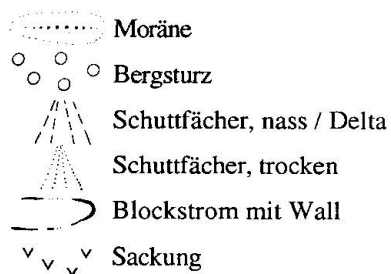 Moräne
Bergsturz
Schuttfächer, nass / Delta
Schuttfächer, trocken
Blockstrom mit Wall
Sackung